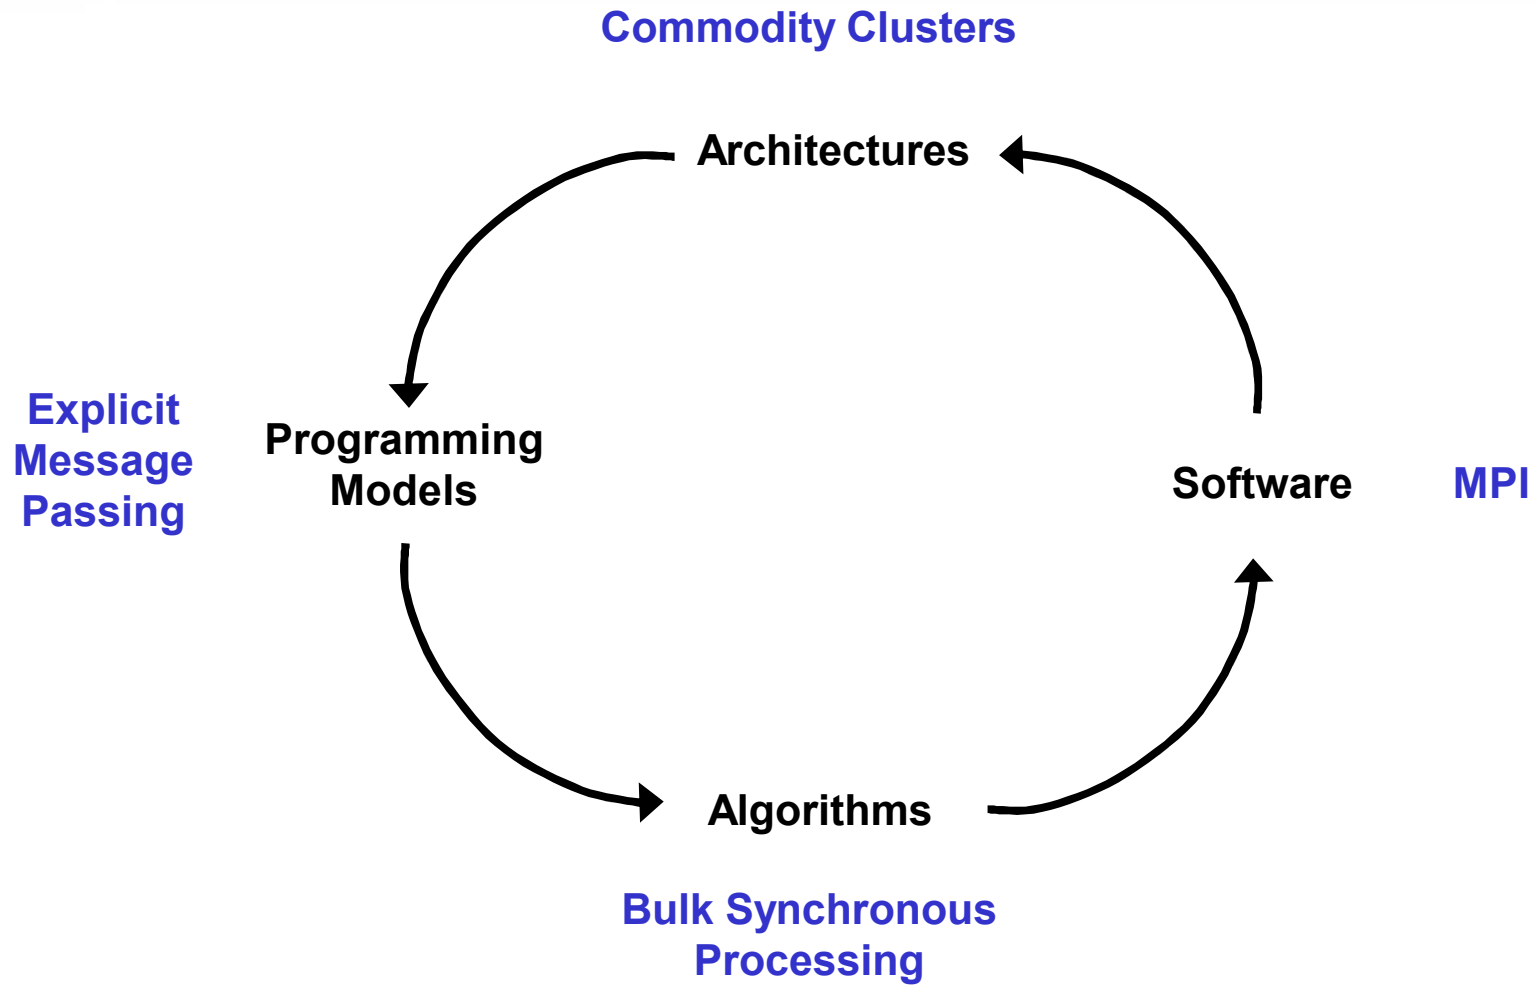 Commodity Clusters
Architectures
Explicit
Message
Passing
Programming
Models
Software
MPI
Algorithms
Bulk Synchronous
Processing